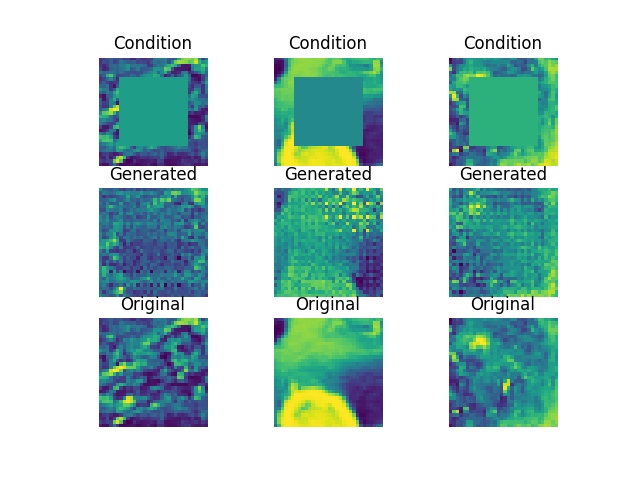 Condition Condition Condition
Generated Generated Generated
Original Original Original